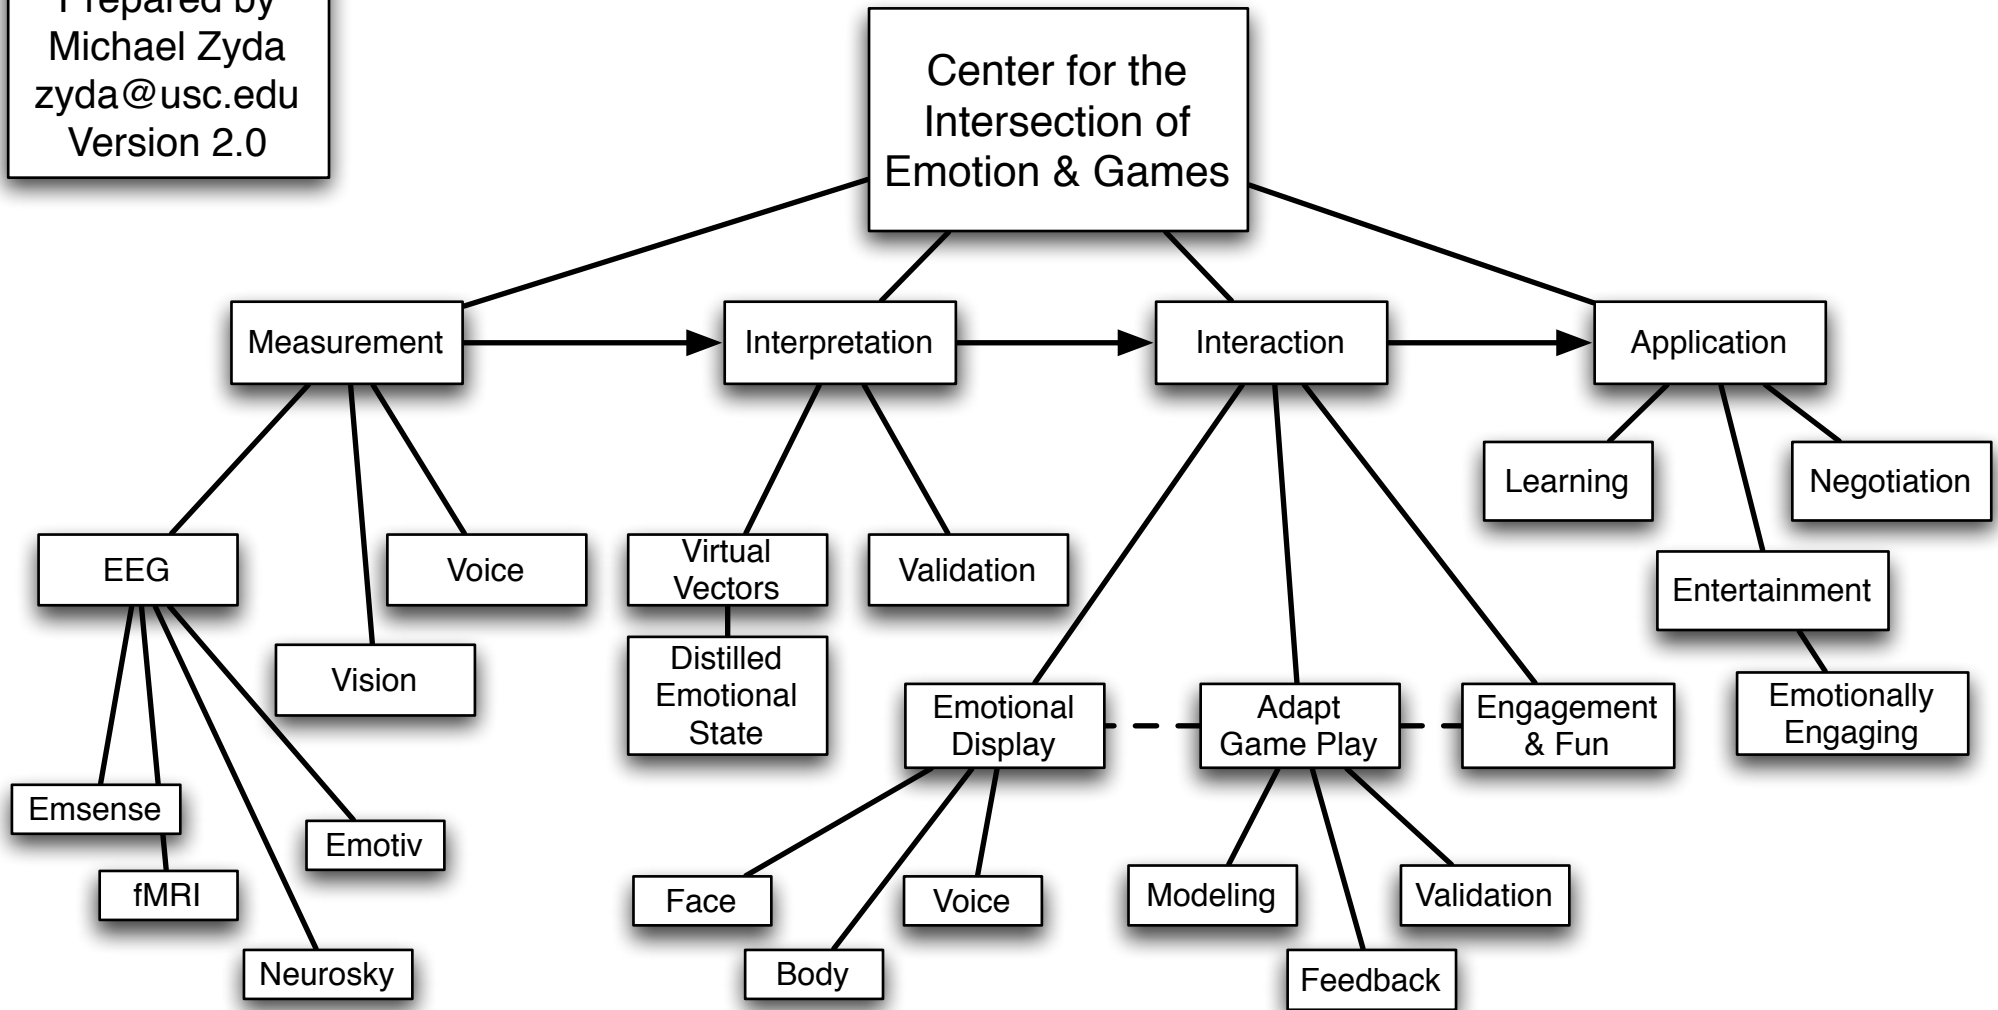 Prepared by
Michael Zyda
zyda@usc.edu
Version 2.0
Center for the
Intersection of
Emotion & Games
Measurement
Interpretation
Interaction
Application
Learning
Negotiation
EEG
Voice
Virtual
Vectors
Validation
Entertainment
Vision
Distilled
Emotional
State
Emotional
Display
Adapt
Game Play
Engagement
& Fun
Emotionally
Engaging
Emsense
Emotiv
fMRI
Face
Voice
Modeling
Validation
Neurosky
Body
Feedback